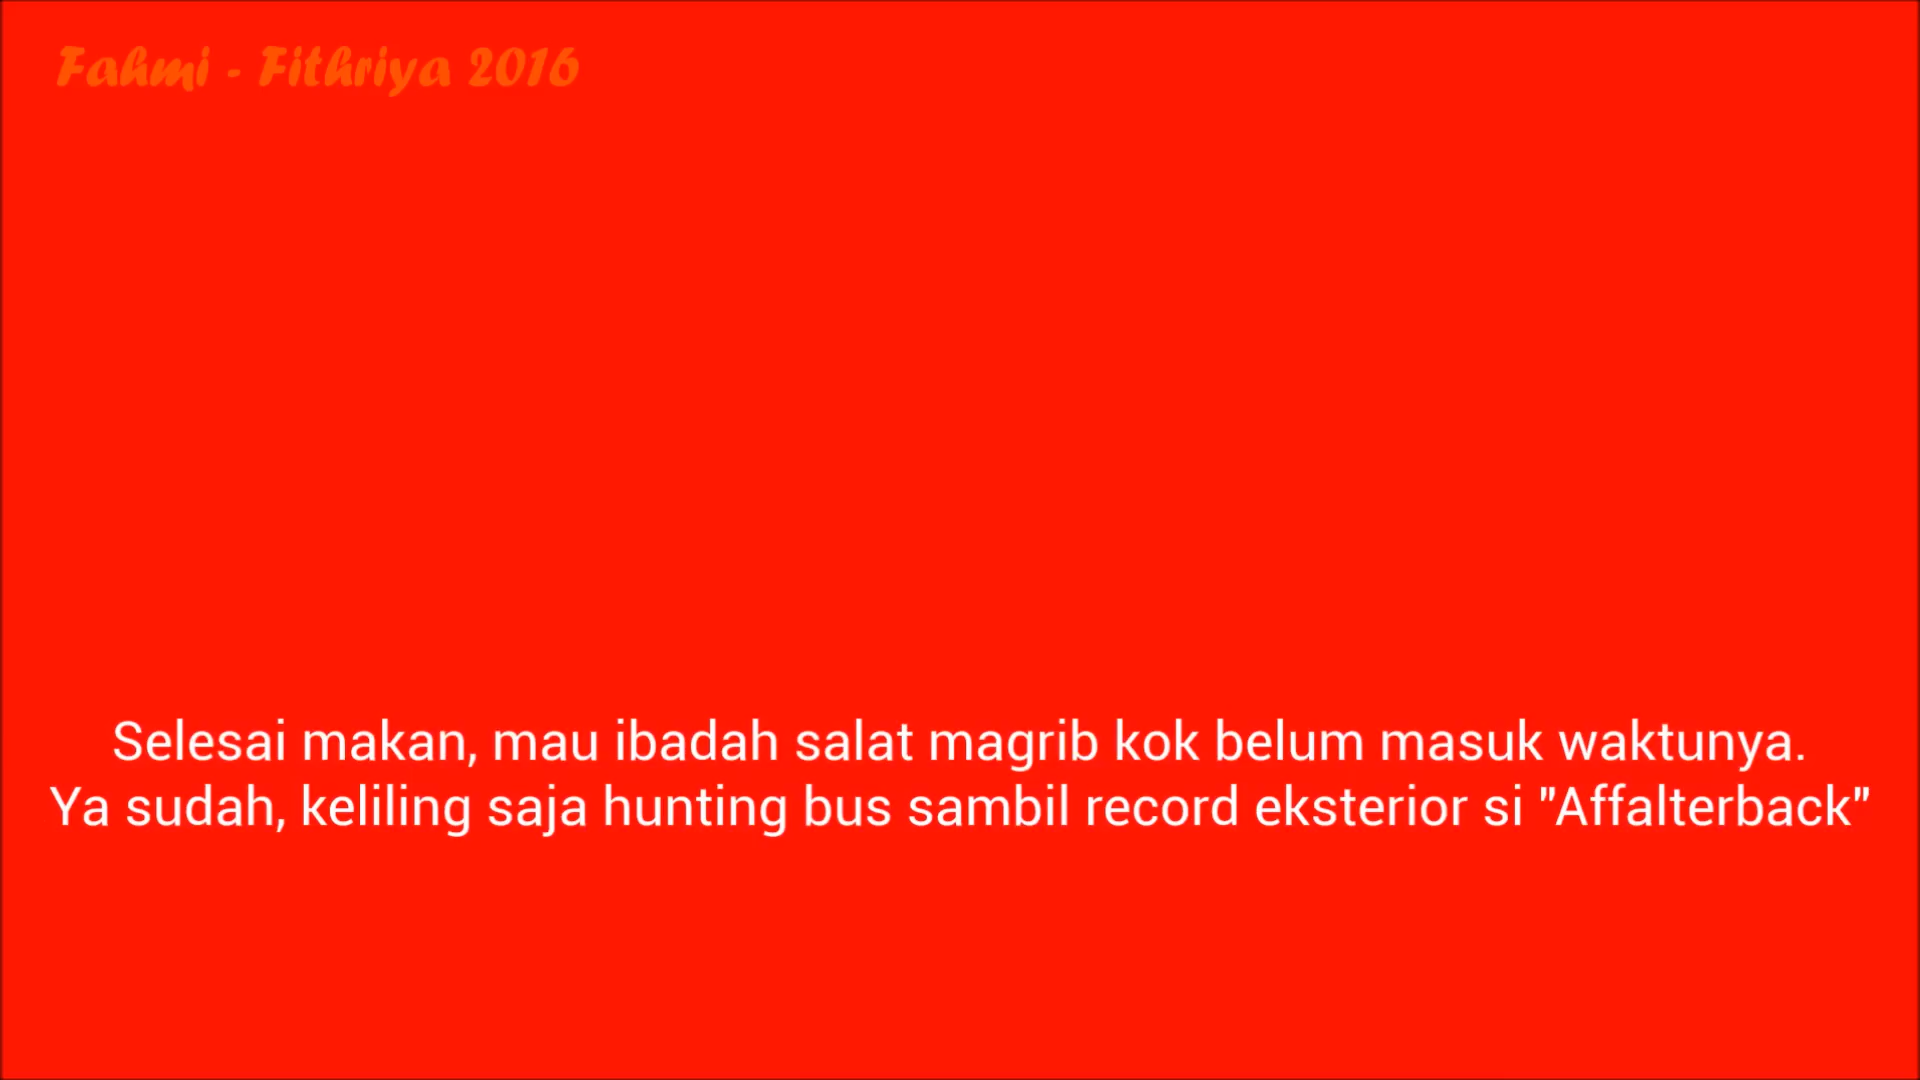 Fahmi - Fithriya 2016
Selesai makan, mau ibadah salat magrib kok belum masuk waktunya.
Ya sudah, keliling saja hunting bus sambil record eksterior si "Affalterback"